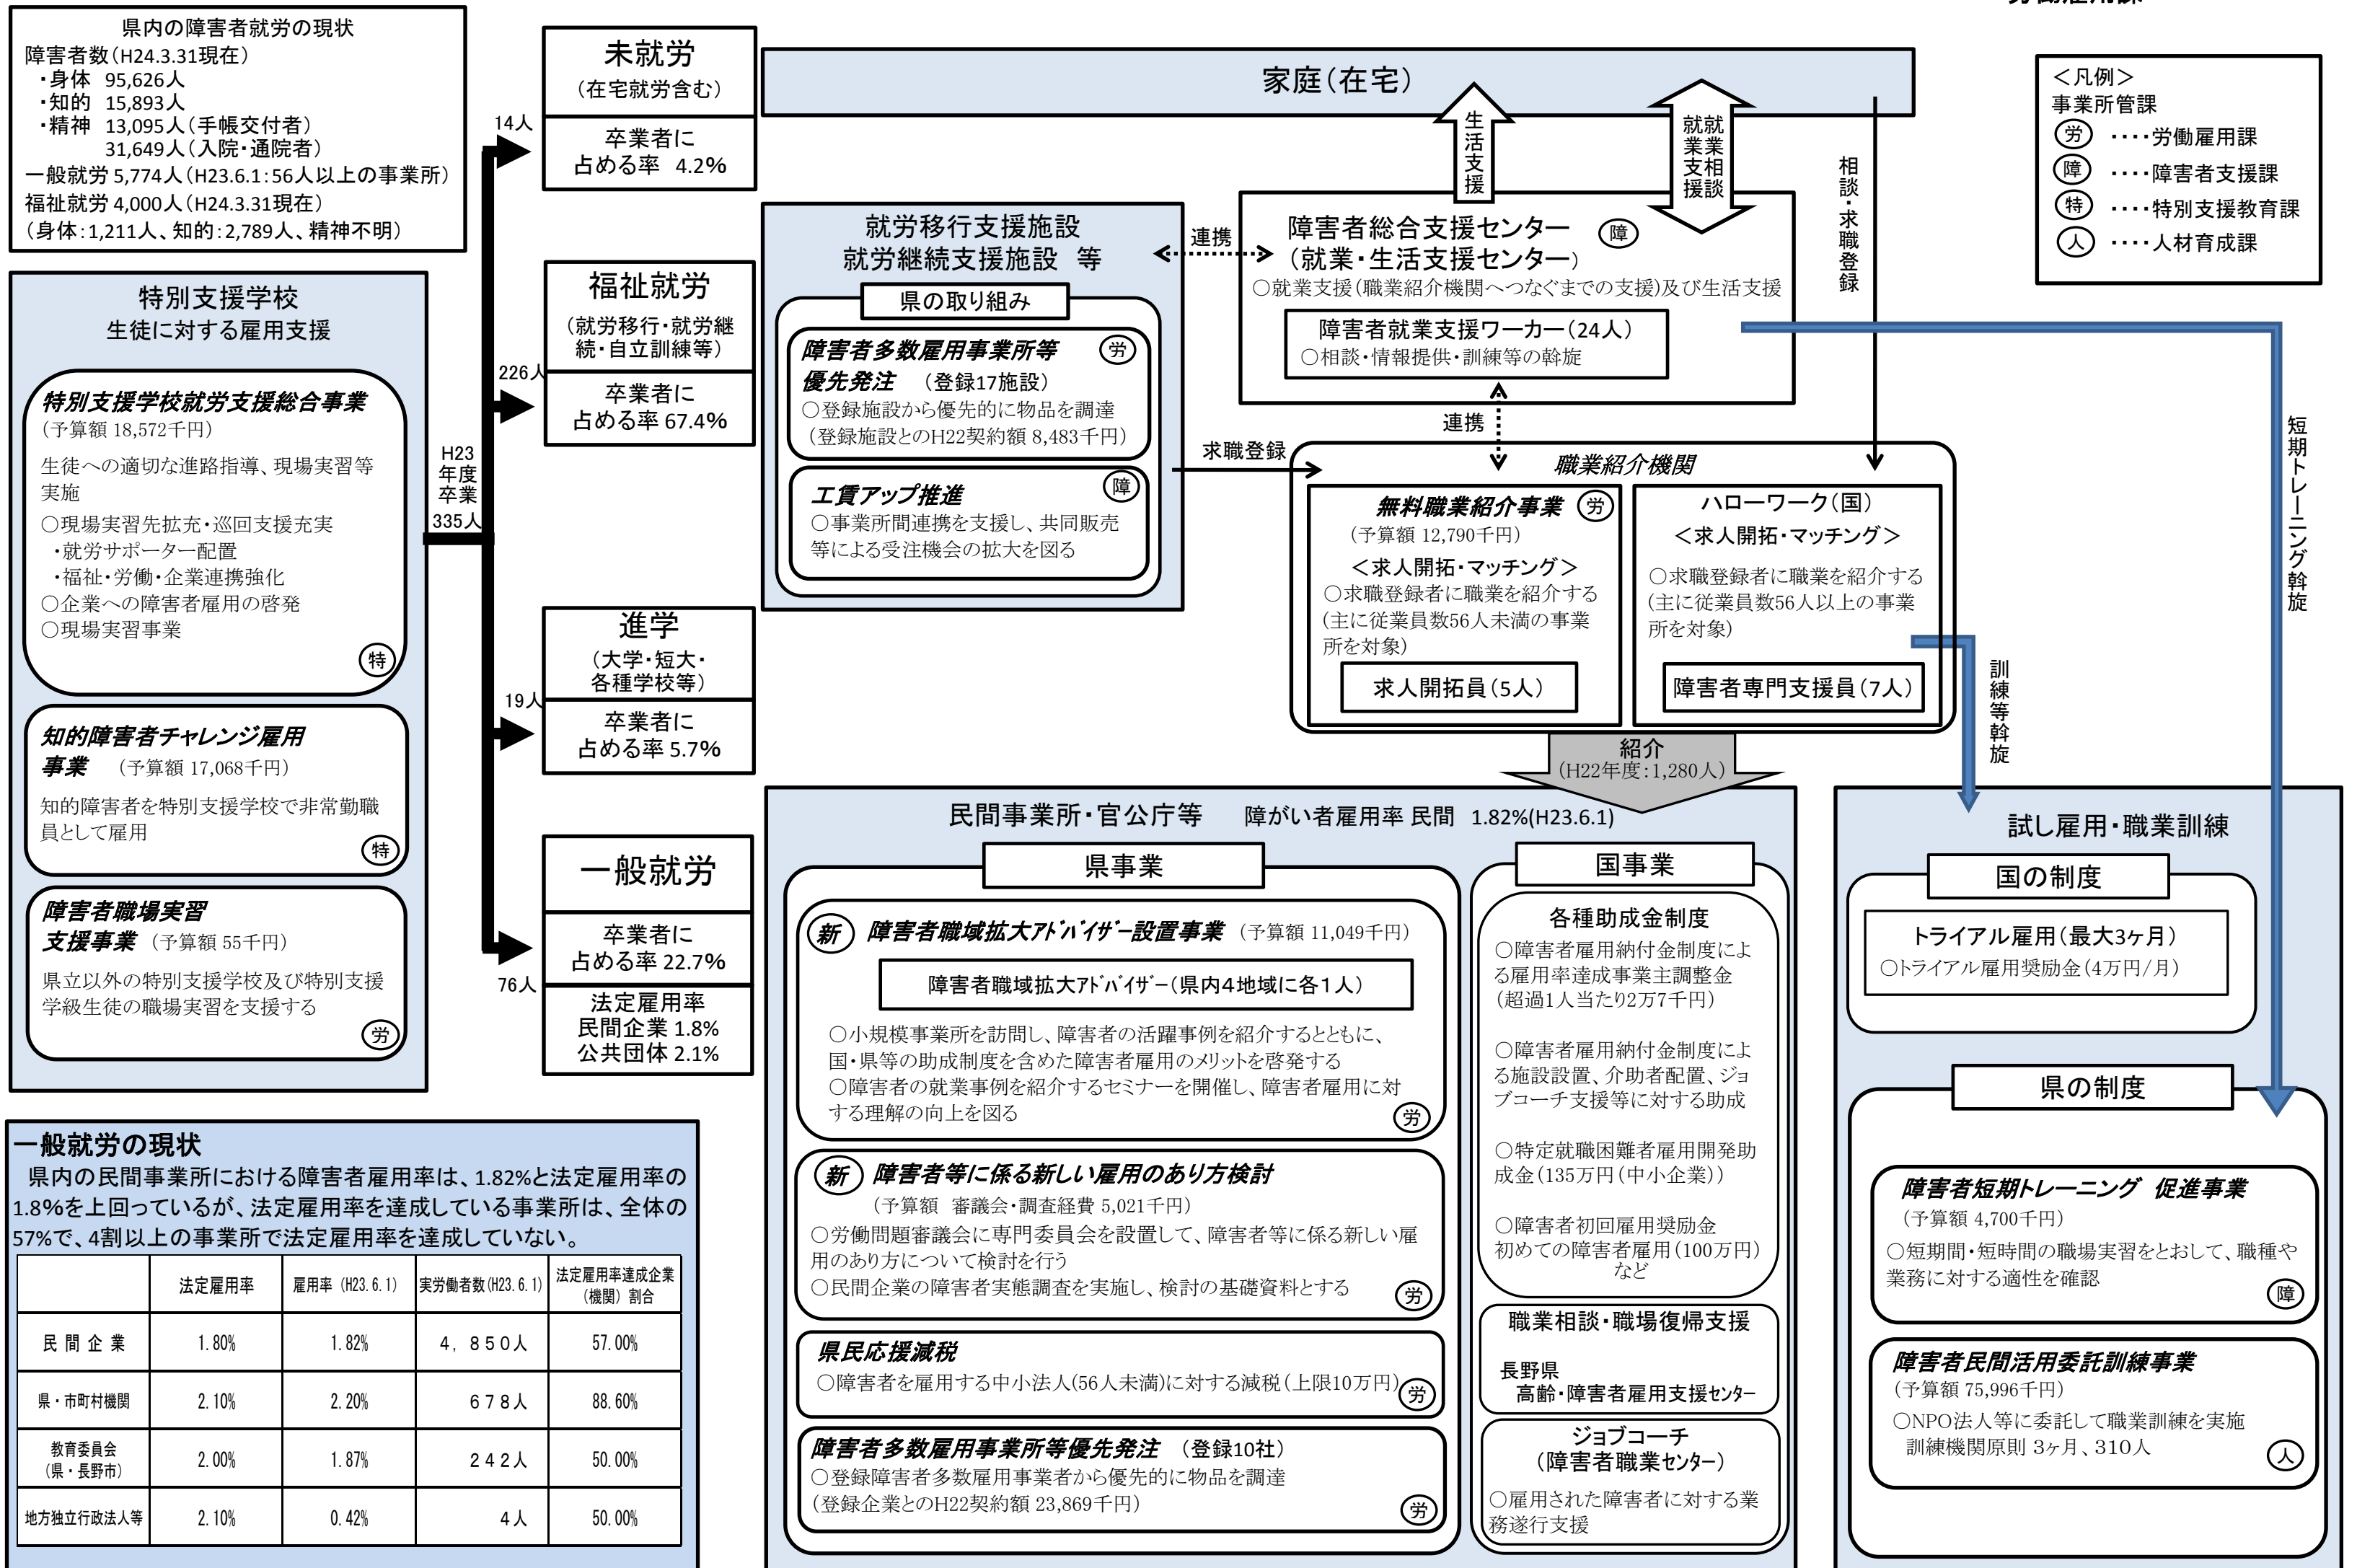 県内の障害者就労の現状
障害者数(H24.3.31現在)
・身体 95,626人
・知的 15,893人
・精神 13,095人(手帳交付者)
31,649人(入院・通院者)
一般就労 5,774人(H23.6.1:56人以上の事業所)
福祉就労 4,000人(H24.3.31現在)
(身体:1,211人、知的:2,789人、精神不明)
特別支援学校
生徒に対する雇用支援
特別支援学校就労支援総合事業
(予算額 18,572千円)
生徒への適切な進路指導、現場実習等
実施
○現場実習先拡充・巡回支援充実
・就労サポーター配置
・福祉・労働・企業連携強化
○企業への障害者雇用の啓発
○現場実習事業
特
知的障害者チャレンジ雇用
事業 (予算額 17,068千円)
知的障害者を特別支援学校で非常勤職
員として雇用
特
障害者職場実習
支援事業 (予算額 55千円)
県立以外の特別支援学校及び特別支援
学級生徒の職場実習を支援する
労
H23
年度
卒業
335人
14人
未就労
(在宅就労含む)
卒業者に
占める率 4.2%
226人
福祉就労
(就労移行・就労継
続・自立訓練等)
卒業者に
占める率 67.4%
19人
進学
(大学・短大・
各種学校等)
卒業者に
占める率 5.7%
76人
一般就労
卒業者に
占める率 22.7%
法定雇用率
民間企業 1.8%
公共団体 2.1%
家庭(在宅)
生活支援
就業相談
就業支援
相談・求職登録
<凡例>
事業所管課
労 ････労働雇用課
障 ････障害者支援課
特 ････特別支援教育課
人 ････人材育成課
就労移行支援施設
就労継続支援施設 等
県の取り組み
障害者多数雇用事業所等 労
優先発注 (登録17施設)
○登録施設から優先的に物品を調達
(登録施設とのH22契約額 8,483千円)
工賃アップ推進 障
○事業所間連携を支援し、共同販売
等による受注機会の拡大を図る
連携
障害者総合支援センター 障
(就業・生活支援センター)
○就業支援(職業紹介機関へつなぐまでの支援)及び生活支援
障害者就業支援ワーカー(24人)
○相談・情報提供・訓練等の斡旋
連携
求職登録
職業紹介機関
無料職業紹介事業 労
(予算額 12,790千円)
<求人開拓・マッチング>
○求職登録者に職業を紹介する
(主に従業員数56人未満の事業
所を対象)
求人開拓員(5人)
ハローワーク(国)
<求人開拓・マッチング>
○求職登録者に職業を紹介する
(主に従業員数56人以上の事業
所を対象)
障害者専門支援員(7人)
短期トレーニング斡旋
訓練等斡旋
紹介
(H22年度:1,280人)
民間事業所・官公庁等 障がい者雇用率 民間 1.82%(H23.6.1)
県事業
新 障害者職域拡大ｱﾄﾞﾊﾞｲｻﾞｰ設置事業 (予算額 11,049千円)
障害者職域拡大ｱﾄﾞﾊﾞｲｻﾞｰ(県内4地域に各1人)
○小規模事業所を訪問し、障害者の活躍事例を紹介するとともに、
国・県等の助成制度を含めた障害者雇用のメリットを啓発する
○障害者の就業事例を紹介するセミナーを開催し、障害者雇用に対
する理解の向上を図る
労
新 障害者等に係る新しい雇用のあり方検討
(予算額 審議会・調査経費 5,021千円)
○労働問題審議会に専門委員会を設置して、障害者等に係る新しい雇
用のあり方について検討を行う
○民間企業の障害者実態調査を実施し、検討の基礎資料とする
労
県民応援減税
○障害者を雇用する中小法人(56人未満)に対する減税(上限10万円)
労
障害者多数雇用事業所等優先発注 (登録10社)
○登録障害者多数雇用事業者から優先的に物品を調達
(登録企業とのH22契約額 23,869千円)
労
国事業
各種助成金制度
○障害者雇用納付金制度によ
る雇用率達成事業主調整金
(超過1人当たり2万7千円)
○障害者雇用納付金制度によ
る施設設置、介助者配置、ジョ
ブコーチ支援等に対する助成
○特定就職困難者雇用開発助
成金(135万円(中小企業))
○障害者初回雇用奨励金
初めての障害者雇用(100万円)
など
職業相談・職場復帰支援
長野県
高齢・障害者雇用支援ｾﾝﾀｰ
ジョブコーチ
(障害者職業センター)
○雇用された障害者に対する業
務遂行支援
試し雇用・職業訓練
国の制度
トライアル雇用(最大3ヶ月)
○トライアル雇用奨励金(4万円/月)
県の制度
障害者短期トレーニング 促進事業
(予算額 4,700千円)
○短期間・短時間の職場実習をとおして、職種や
業務に対する適性を確認
障
障害者民間活用委託訓練事業
(予算額 75,996千円)
○NPO法人等に委託して職業訓練を実施
訓練機関原則 3ヶ月、310人
人
一般就労の現状
県内の民間事業所における障害者雇用率は、1.82%と法定雇用率の
1.8%を上回っているが、法定雇用率を達成している事業所は、全体の
57%で、4割以上の事業所で法定雇用率を達成していない。
法定雇用率 雇用率 (H23.6.1) 実労働者数(H23.6.1) 法定雇用率達成企業
(機関) 割合
民間企業 1.80% 1.82% 4,850人 57.00%
県・市町村機関 2.10% 2.20% 678人 88.60%
教育委員会
(県・長野市) 2.00% 1.87% 242人 50.00%
地方独立行政法人等 2.10% 0.42% 4人 50.00%